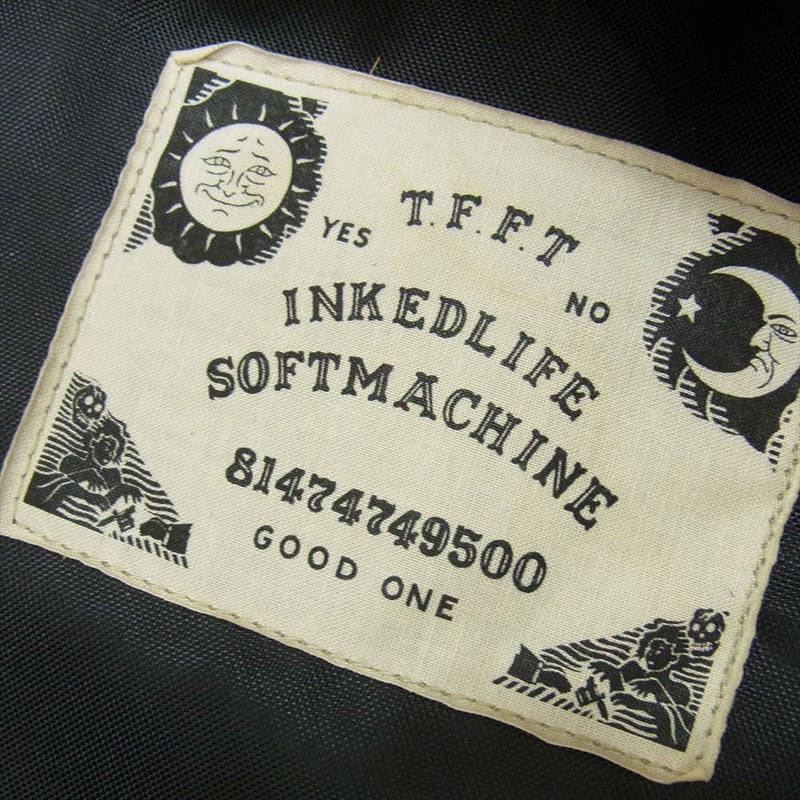 T.F.F.T
YES
NO
INKEDLIFE
SOFTMACHINE
81474749500
GOOD ONE